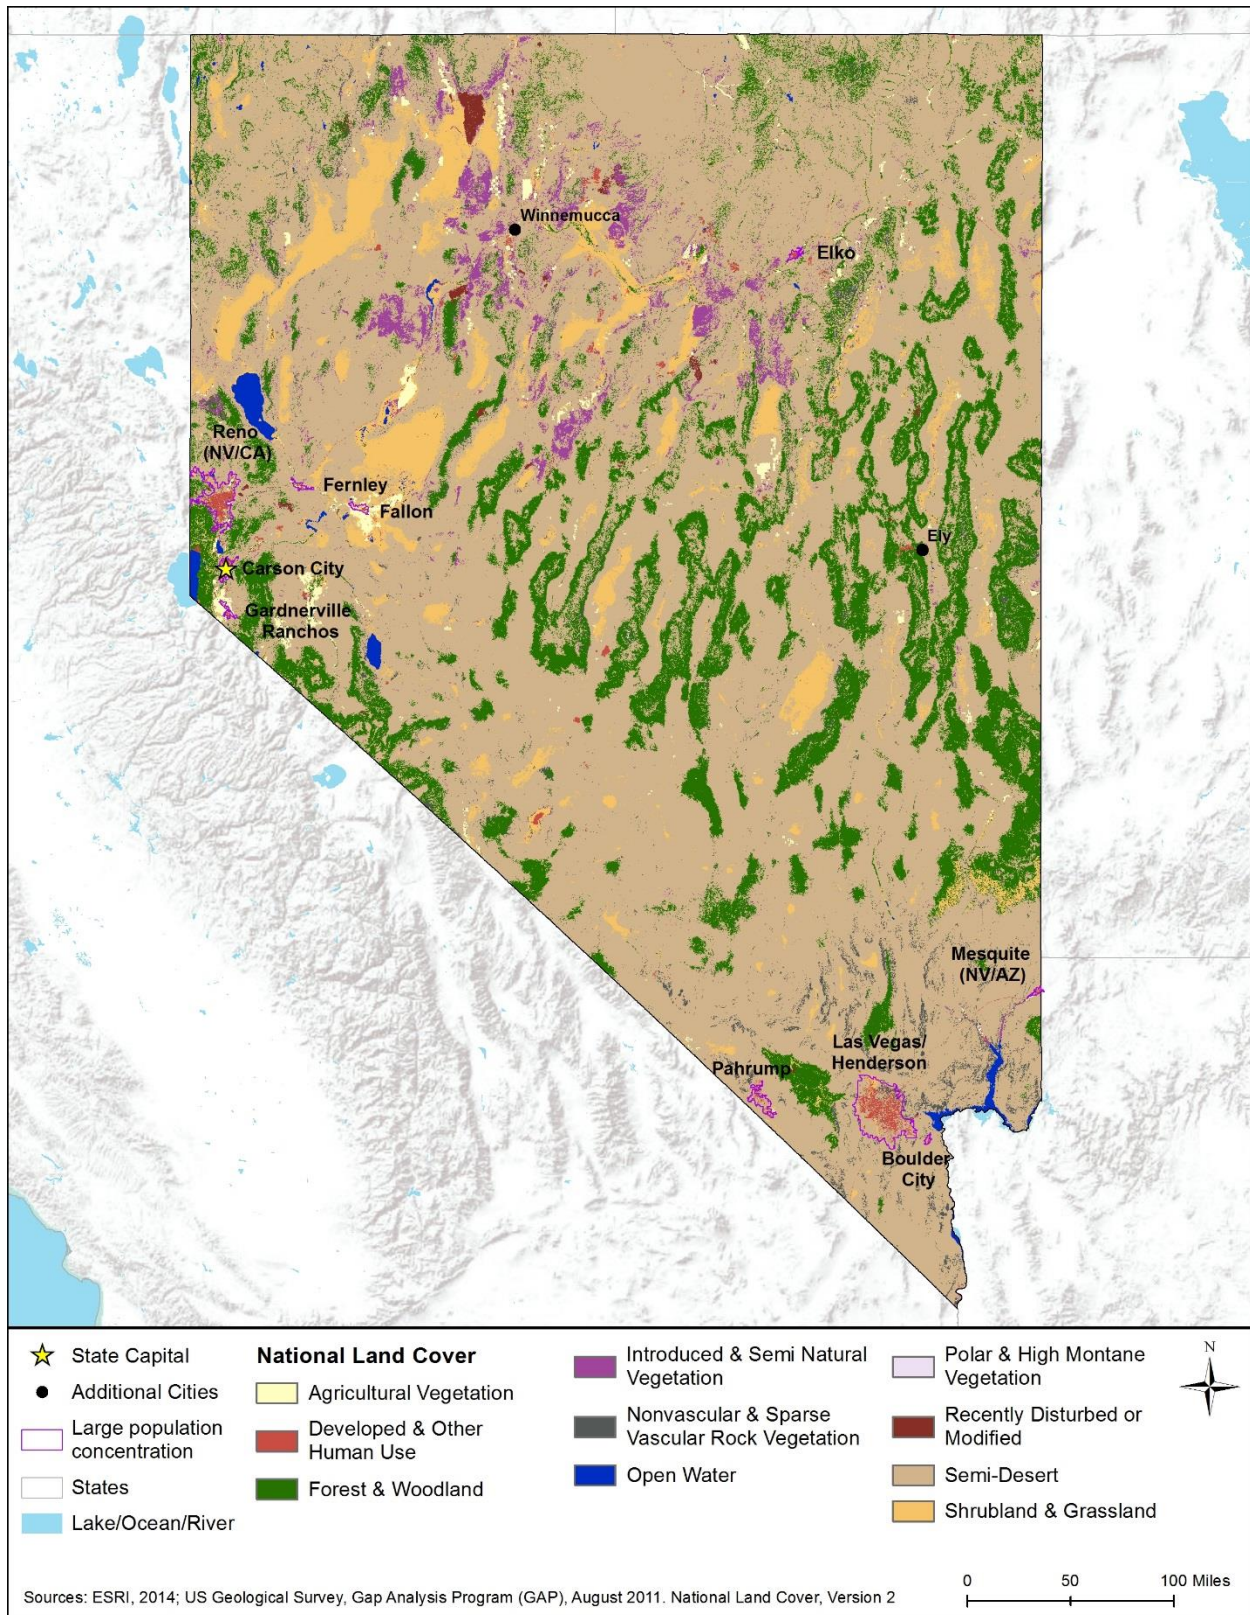 Winnemucca
Elko
Reno
(NV/CA)
Fernley
Fallon
Ely
Carson City
Gardnerville
Ranchos
Mesquite
(NV/AZ)
Las Vegas/
Henderson
Pahrump
Boulder
City
State Capital
Additional Cities
Large population
concentration
States
Lake/Ocean/River
National Land Cover
Agricultural Vegetation
Developed & Other
Human Use
Forest & Woodland
Introduced & Semi Natural
Vegetation
Nonvascular & Sparse
Vascular Rock Vegetation
Open Water
Polar & High Montane
Vegetation
Recently Disturbed or
Modified
Semi-Desert
Shrubland & Grassland
N
Sources: ESRI, 2014; US Geological Survey, Gap Analysis Program (GAP), August 2011. National Land Cover, Version 2
0 50 100 Miles